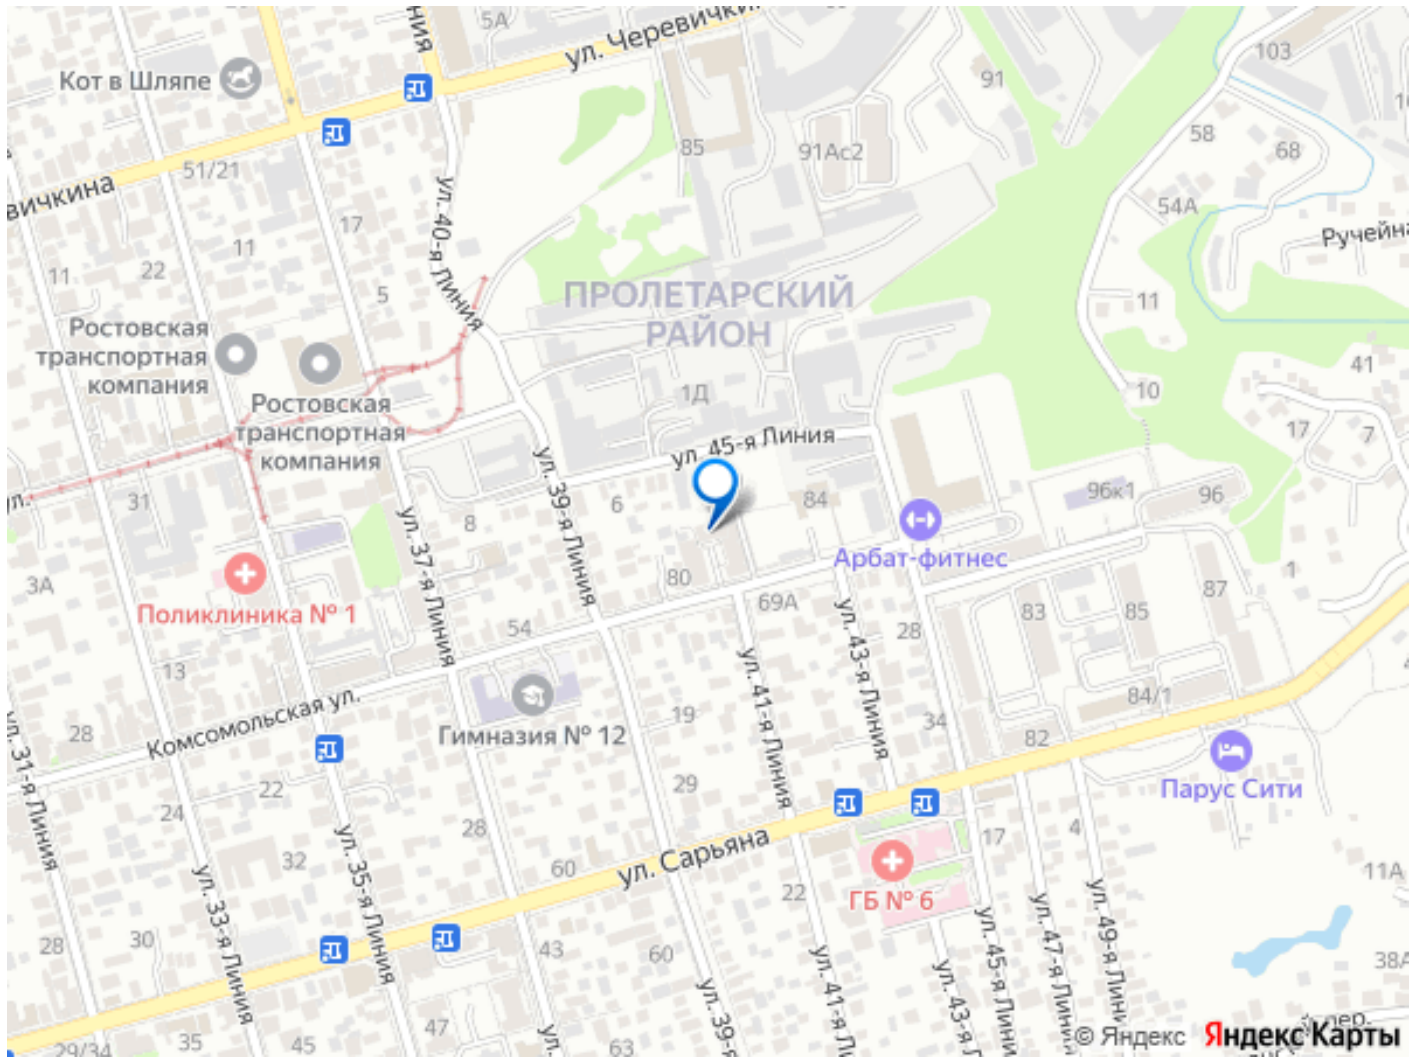 5А
ул. Черевичкин
НИЯ
Кот в Шляпе
103
91
58
68
85
91Ас2
51/21
ВИЧКИНА
ул. 40-я Линия
54А
17
Ручейна
11
22
11
5
ПРОЛЕТАРСКИЙ
РАЙОН
11
Ростовская
транспортная
компания
41
10
1Д
Ростовская
транспортная
компания
17
7
ул. 45-я Линия
ул. 39-я Линия
31
6
84
96к1
96
8
ул. 37-я Линия
Арбат-фитнес
3А
80
1
87
Поликлиника № 1
69А
83
85
54
28
ул. 43-я Линия
13
ул. 41-я Линия
84/1
Комсомольская ул.
Гимназия № 12
19
34
82
28
ул. 31-я Линия
22
29
Парус Сити
24
28
ул. 35-я Линия
17
4
32
60
ул. Сарьяна
ул. 33-я Линия
22
ГБ № 6
11А
ул. 49-я Линия
ул. 47-я Линия
ул. 45-я Линия
28
30
43
60
ул. 41-я Линия
ул. 43-я
38А
ул. 39-я
47
ул.
63
29/34
35
45
пер.
© Яндекс
Яндекс Карты